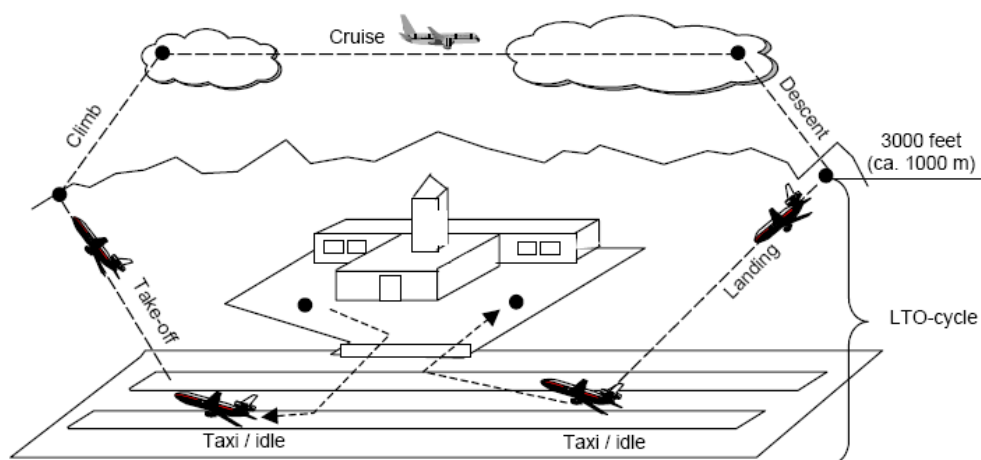 Cruise
Climb
Descent
3000 feet
(ca. 1000 m)
Take-off
Landing
LTO-cycle
Taxi / idle
Taxi / idle